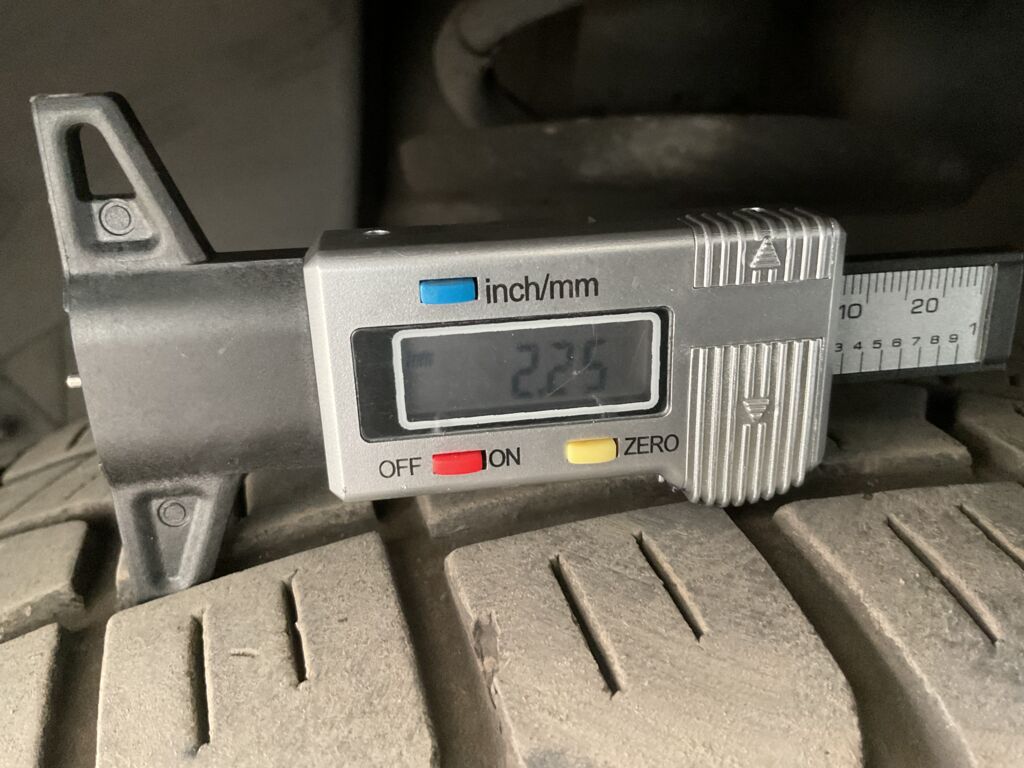 inch/mm
mm 2.25
OFF ON ZERO
10 20
3 4 5 6 7 8 9 1